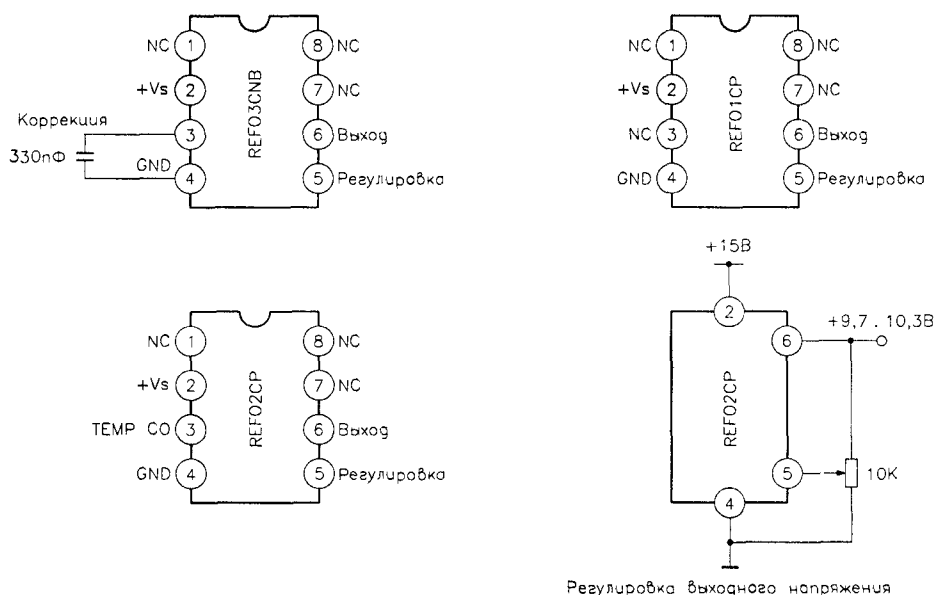 NC 1 8 NC
+Vs 2 7 NC
Коррекция 3 6 Выход
330пФ
GND 4 5 Регулировка
REF03CNB
NC 1 8 NC
+Vs 2 7 NC
NC 3 6 Выход
GND 4 5 Регулировка
REF01CP
NC 1 8 NC
+Vs 2 7 NC
TEMP CO 3 6 Выход
GND 4 5 Регулировка
REF02CP
+15В
2
+9,7 . 10,3В
6
REF02CP
5
10К
4
Регулировка выходного напряжения